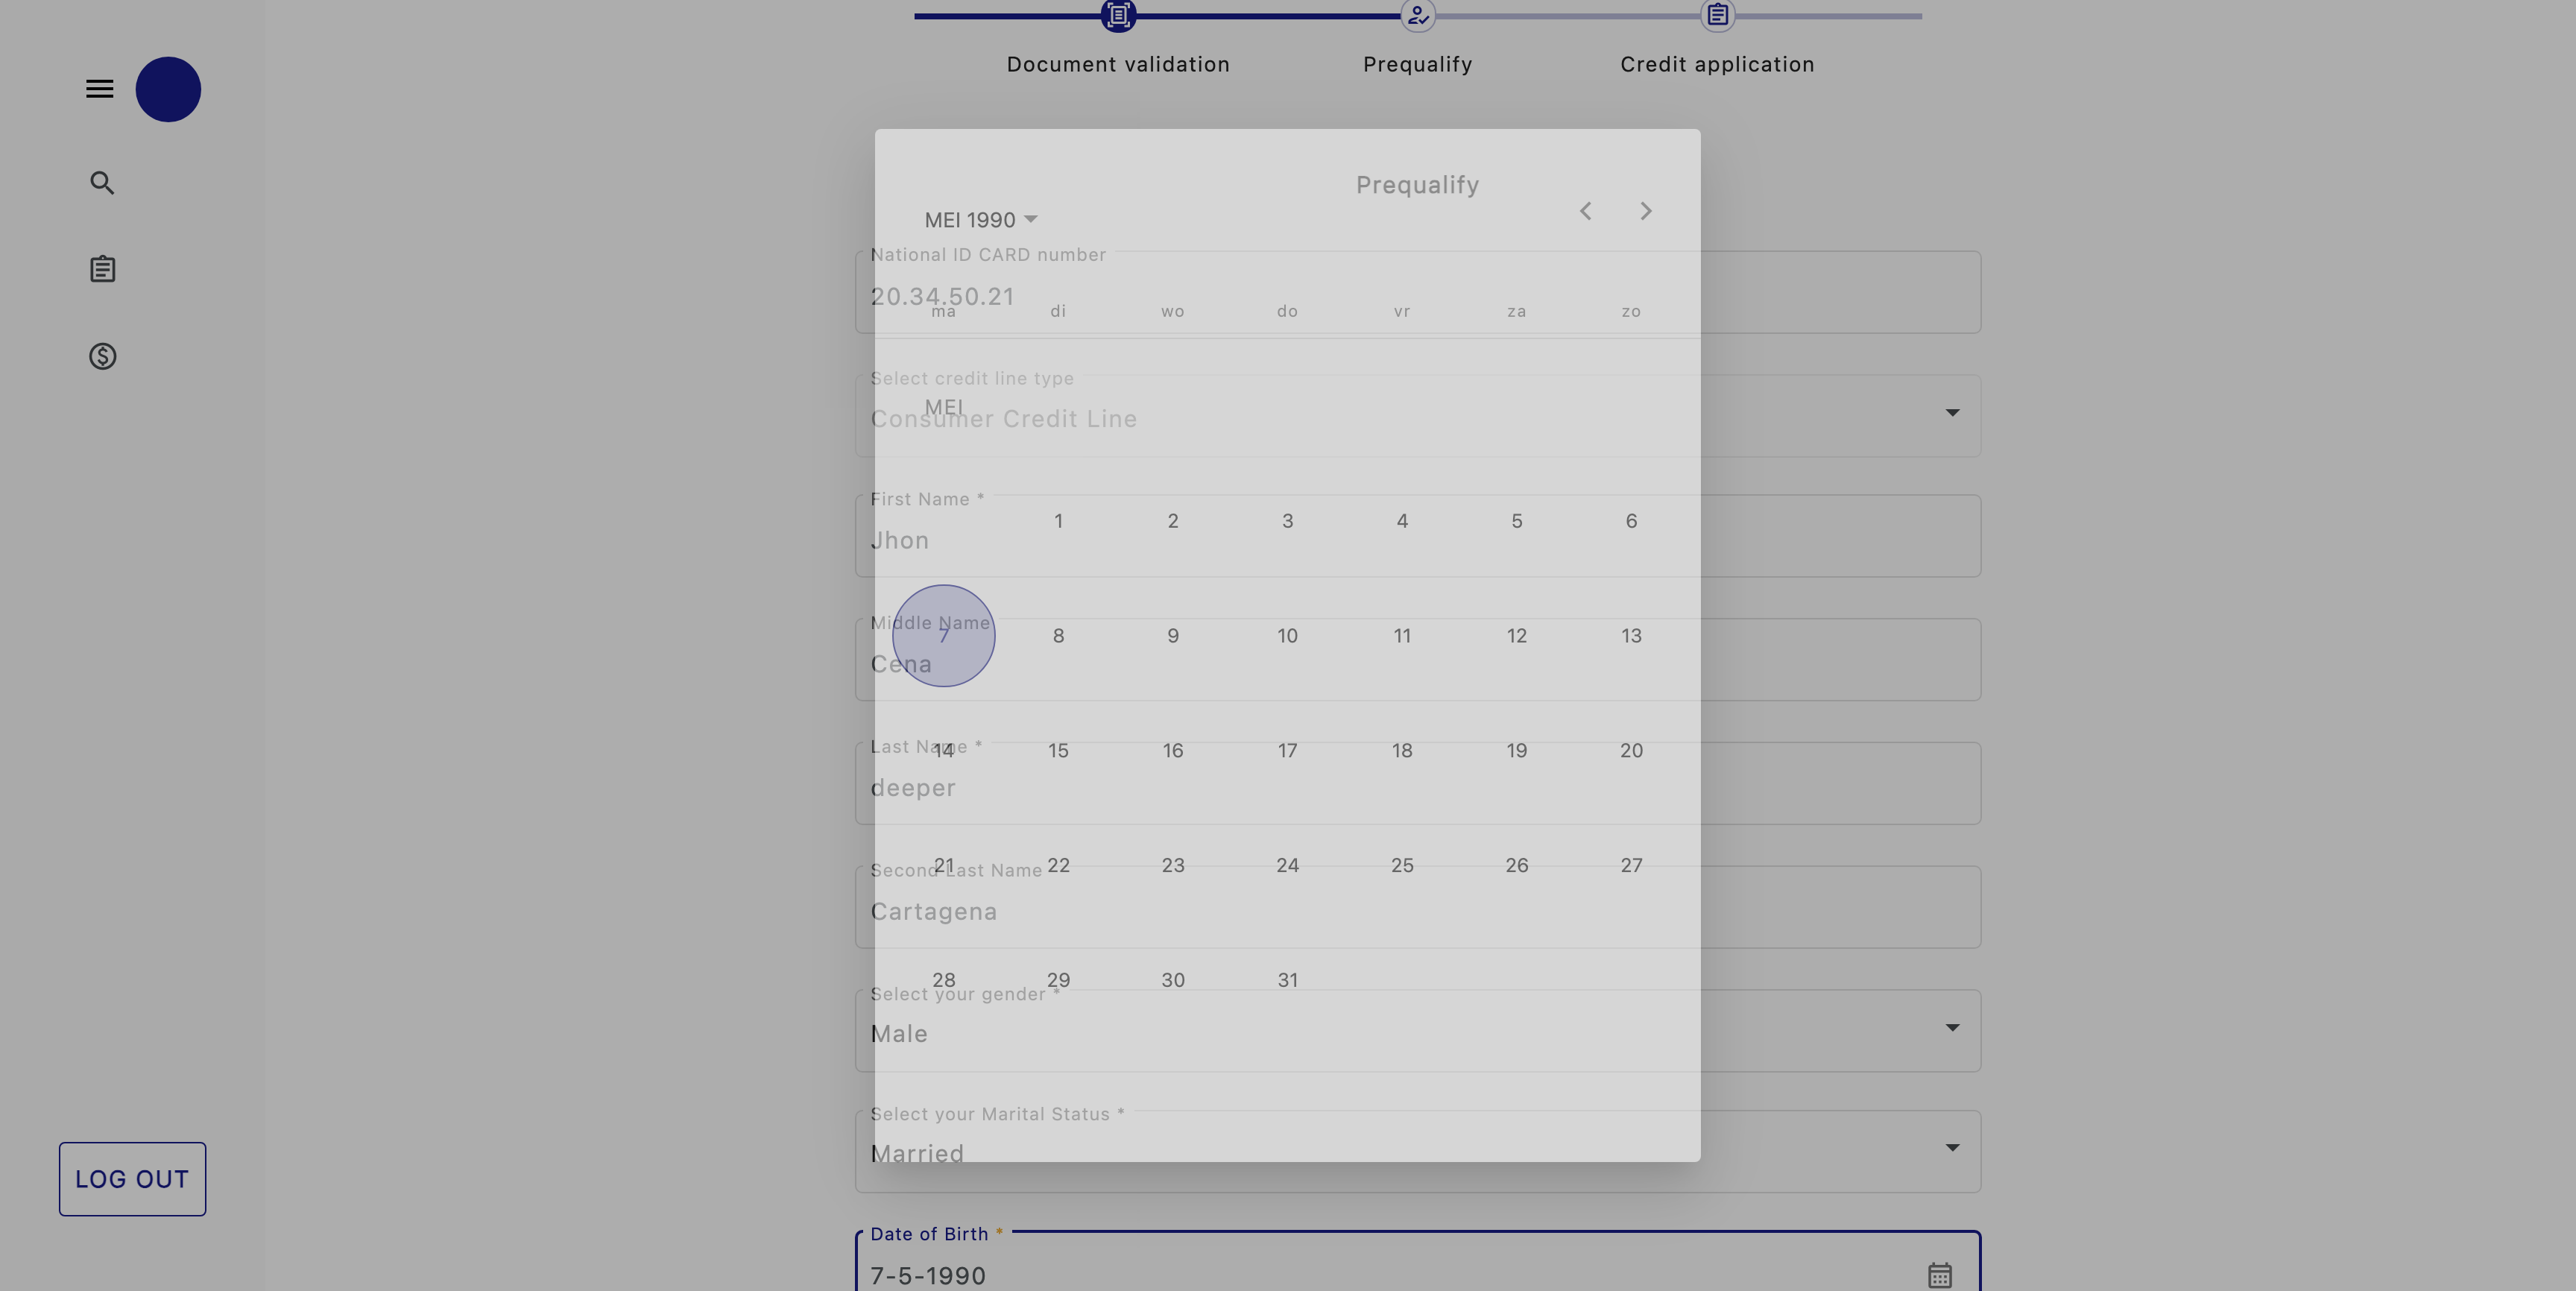 Document validation
Prequalify
Credit application
Prequalify
MEI 1990
National ID CARD number
20.34.50.21
ma di wo do vr za zo
Select credit line type
MEI
Consumer Credit Line
First Name *
1 2 3 4 5 6
Jhon
Middle Name
7 8 9 10 11 12 13
Cena
Last Name *
14 15 16 17 18 19 20
deeper
21 22 23 24 25 26 27
Second Last Name
Cartagena
28 29 30 31
Select your gender *
Male
Select your Marital Status *
Married
LOG OUT
Date of Birth *
7-5-1990